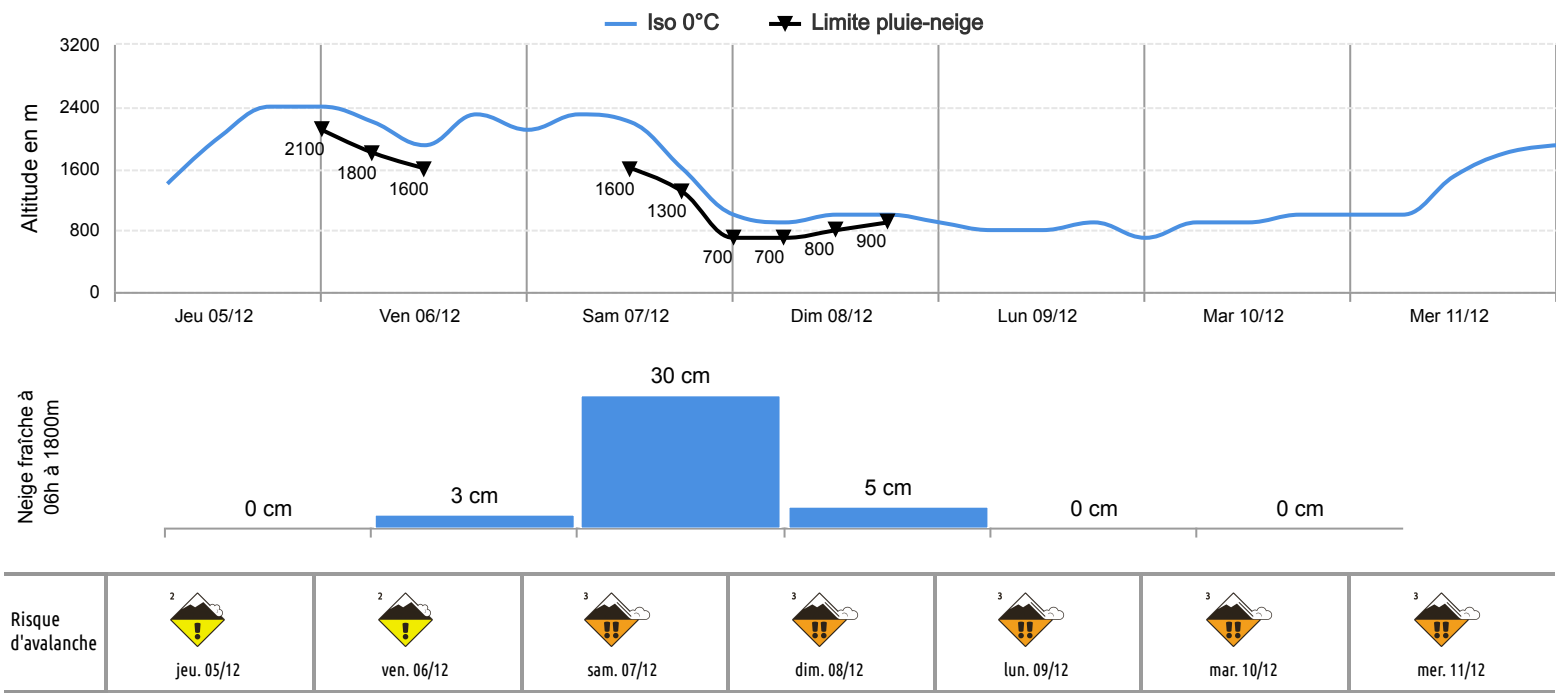 Iso 0°C
Limite pluie-neige
Altitude en m
3200
2400
1600
800
0
2100
1800
1600
1600
1300
700
700
800
900
Jeu 05/12
Ven 06/12
Sam 07/12
Dim 08/12
Lun 09/12
Mar 10/12
Mer 11/12
Neige fraîche à
06h à 1800m
0 cm
3 cm
30 cm
5 cm
0 cm
0 cm
Risque
d'avalanche
2
2
3
3
3
3
3
!
!
!!
!!
!!
!!
!!
jeu. 05/12
ven. 06/12
sam. 07/12
dim. 08/12
lun. 09/12
mar. 10/12
mer. 11/12